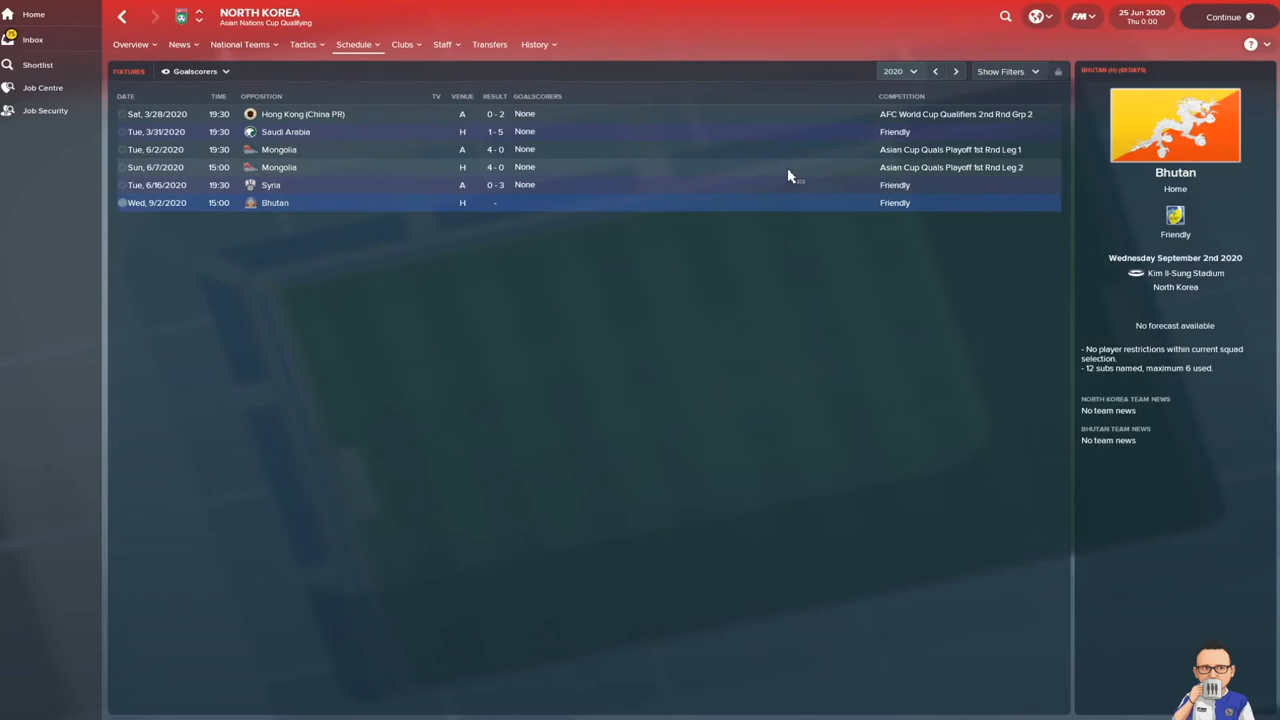 NORTH KOREA
Asian Nations Cup Qualifying
25 Jun 2020
Thu 0:00
Continue
FM
Home
75
Inbox
Shortlist
Job Centre
Job Security
Overview News National Teams Tactics Schedule Clubs Staff Transfers History
?
FIXTURES Goalscorers 2020 Show Filters
DATE TIME OPPOSITION TV VENUE RESULT GOALSCORERS COMPETITION
Sat, 3/28/2020 19:30 Hong Kong (China PR) A 0 - 2 None AFC World Cup Qualifiers 2nd Rnd Grp 2
Tue, 3/31/2020 19:30 Saudi Arabia H 1 - 5 None Friendly
Tue, 6/2/2020 19:30 Mongolia A 4 - 0 None Asian Cup Quals Playoff 1st Rnd Leg 1
Sun, 6/7/2020 15:00 Mongolia H 4 - 0 None Asian Cup Quals Playoff 1st Rnd Leg 2
Tue, 6/16/2020 19:30 Syria A 0 - 3 None Friendly
Wed, 9/2/2020 15:00 Bhutan H - Friendly
BHUTAN (H) (69 DAYS)
Bhutan
Home
Friendly
Wednesday September 2nd 2020
Kim Il-Sung Stadium
North Korea
No forecast available
- No player restrictions within current squad
selection.
- 12 subs named, maximum 6 used.
NORTH KOREA TEAM NEWS
No team news
BHUTAN TEAM NEWS
No team news